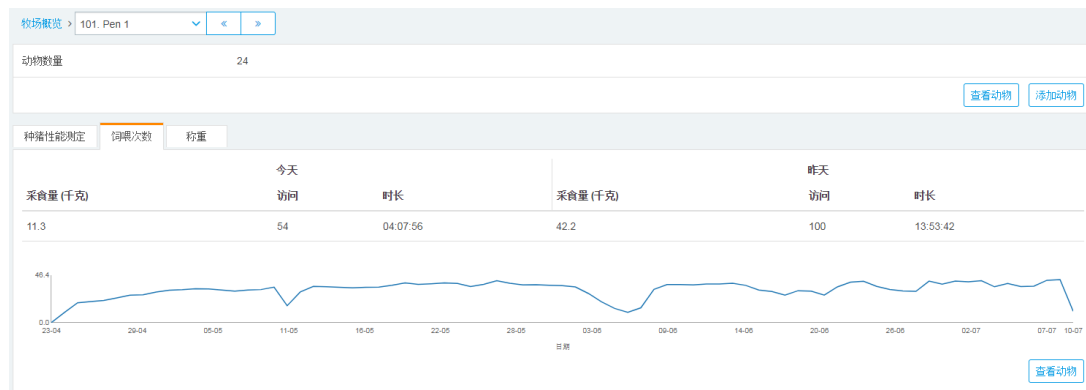 牧场概览 › 101. Pen 1 « »
动物数量 24
查看动物 添加动物
种猪性能测定 饲喂次数 称重
今天 昨天
采食量 (千克) 访问 时长 采食量 (千克) 访问 时长
11.3 54 04:07:56 42.2 100 13:53:42
46.4
0.0
23-04 29-04 05-05 11-05 16-05 22-05 28-05 03-06 09-06 14-06 20-06 26-06 02-07 07-07 10-07
日期
查看动物